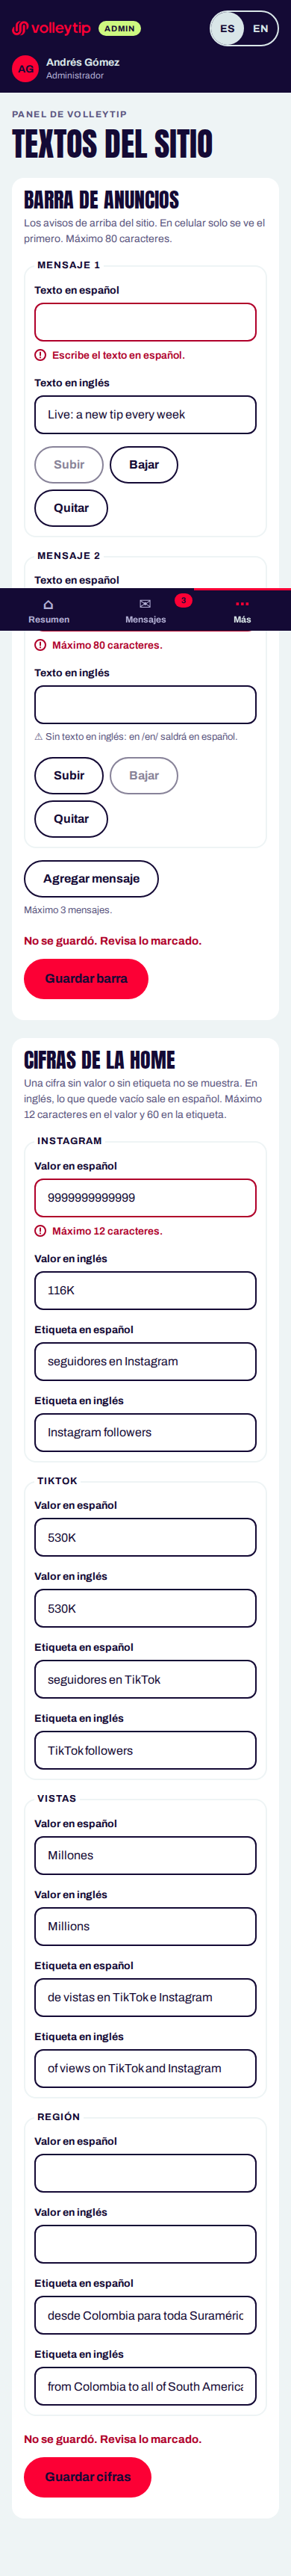 volleytip ADMIN ES EN
AG Andrés Gómez
Administrador
PANEL DE VOLLEYTIP
TEXTOS DEL SITIO
BARRA DE ANUNCIOS
Los avisos de arriba del sitio. En celular solo se ve el
primero. Máximo 80 caracteres.
MENSAJE 1
Texto en español
Escribe el texto en español.
Texto en inglés
Live: a new tip every week
Subir Bajar
Quitar
MENSAJE 2
Texto en español
Resumen Mensajes 3 Más
Máximo 80 caracteres.
Texto en inglés
⚠ Sin texto en inglés: en /en/ saldrá en español.
Subir Bajar
Quitar
Agregar mensaje
Máximo 3 mensajes.
No se guardó. Revisa lo marcado.
Guardar barra
CIFRAS DE LA HOME
Una cifra sin valor o sin etiqueta no se muestra. En
inglés, lo que quede vacío sale en español. Máximo
12 caracteres en el valor y 60 en la etiqueta.
INSTAGRAM
Valor en español
9999999999999
Máximo 12 caracteres.
Valor en inglés
116K
Etiqueta en español
seguidores en Instagram
Etiqueta en inglés
Instagram followers
TIKTOK
Valor en español
530K
Valor en inglés
530K
Etiqueta en español
seguidores en TikTok
Etiqueta en inglés
TikTok followers
VISTAS
Valor en español
Millones
Valor en inglés
Millions
Etiqueta en español
de vistas en TikTok e Instagram
Etiqueta en inglés
of views on TikTok and Instagram
REGIÓN
Valor en español
Valor en inglés
Etiqueta en español
desde Colombia para toda Suraméric
Etiqueta en inglés
from Colombia to all of South America
No se guardó. Revisa lo marcado.
Guardar cifras